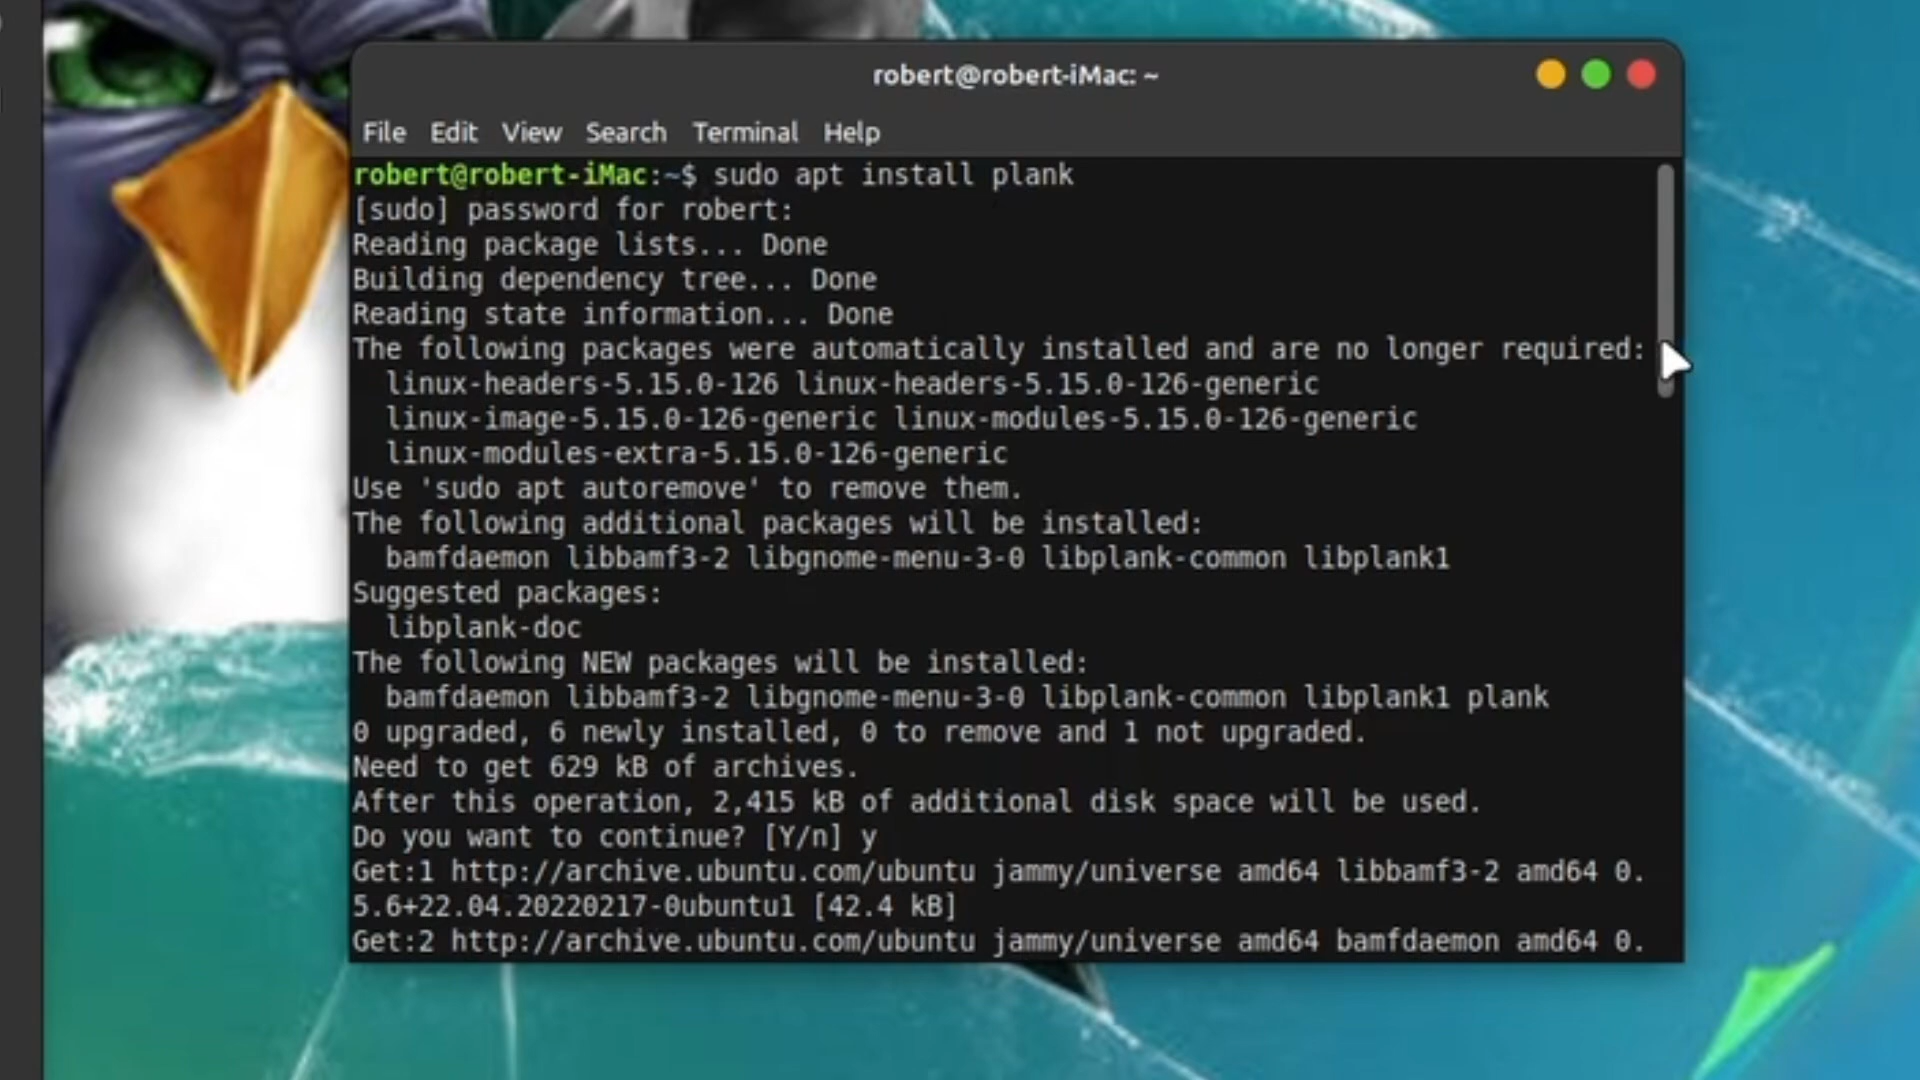 robert@robert-iMac: ~
File Edit View Search Terminal Help
robert@robert-iMac:~$ sudo apt install plank
[sudo] password for robert:
Reading package lists... Done
Building dependency tree... Done
Reading state information... Done
The following packages were automatically installed and are no longer required:
linux-headers-5.15.0-126 linux-headers-5.15.0-126-generic
linux-image-5.15.0-126-generic linux-modules-5.15.0-126-generic
linux-modules-extra-5.15.0-126-generic
Use 'sudo apt autoremove' to remove them.
The following additional packages will be installed:
bamfdaemon libbamf3-2 libgnome-menu-3-0 libplank-common libplank1
Suggested packages:
libplank-doc
The following NEW packages will be installed:
bamfdaemon libbamf3-2 libgnome-menu-3-0 libplank-common libplank1 plank
0 upgraded, 6 newly installed, 0 to remove and 1 not upgraded.
Need to get 629 kB of archives.
After this operation, 2,415 kB of additional disk space will be used.
Do you want to continue? [Y/n] y
Get:1 http://archive.ubuntu.com/ubuntu jammy/universe amd64 libbamf3-2 amd64 0.
5.6+22.04.20220217-0ubuntu1 [42.4 kB]
Get:2 http://archive.ubuntu.com/ubuntu jammy/universe amd64 bamfdaemon amd64 0.